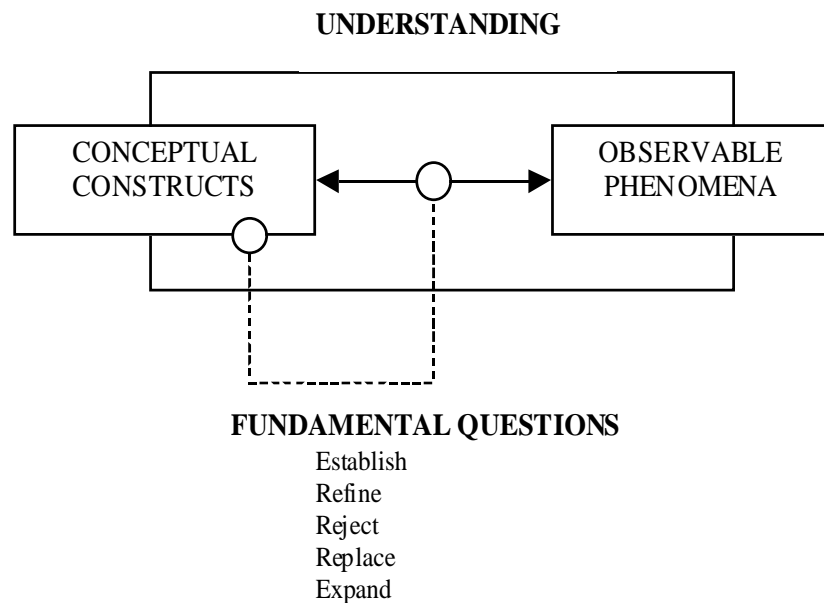 UNDERSTANDING
CONCEPTUAL
CONSTRUCTS
OBSERVABLE
PHENOMENA
FUNDAMENTAL QUESTIONS
Establish
Refine
Reject
Replace
Expand